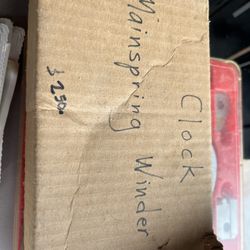 Clock
Mainspring Winder
$ 250.